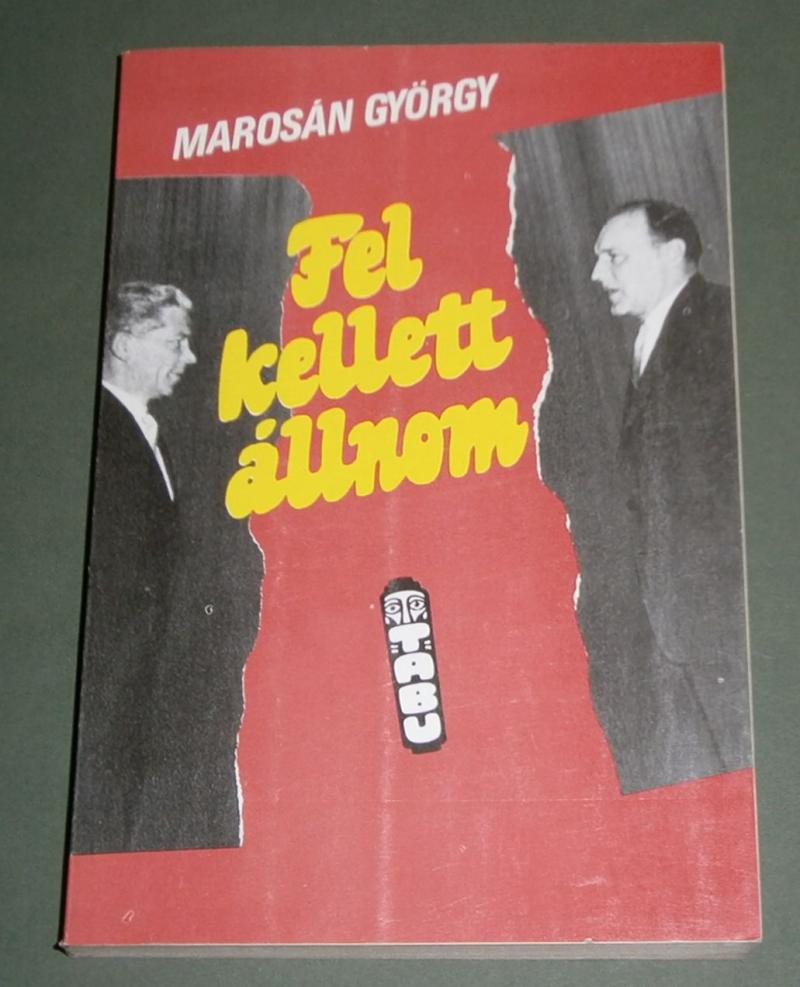 MAROSÁN GYÖRGY
Fel
kellett
állnom
TABU